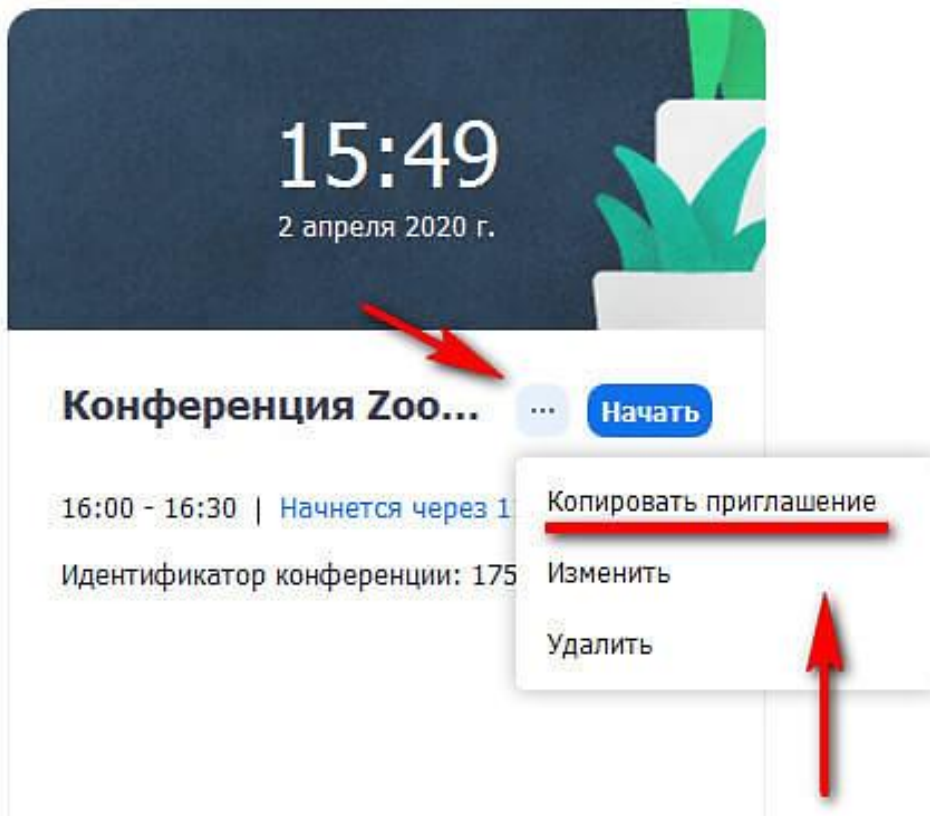 15:49
2 апреля 2020 г.
Конференция Zoo... ... Начать
16:00 - 16:30 | Начнется через 1
Копировать приглашение
Идентификатор конференции: 175
Изменить
Удалить